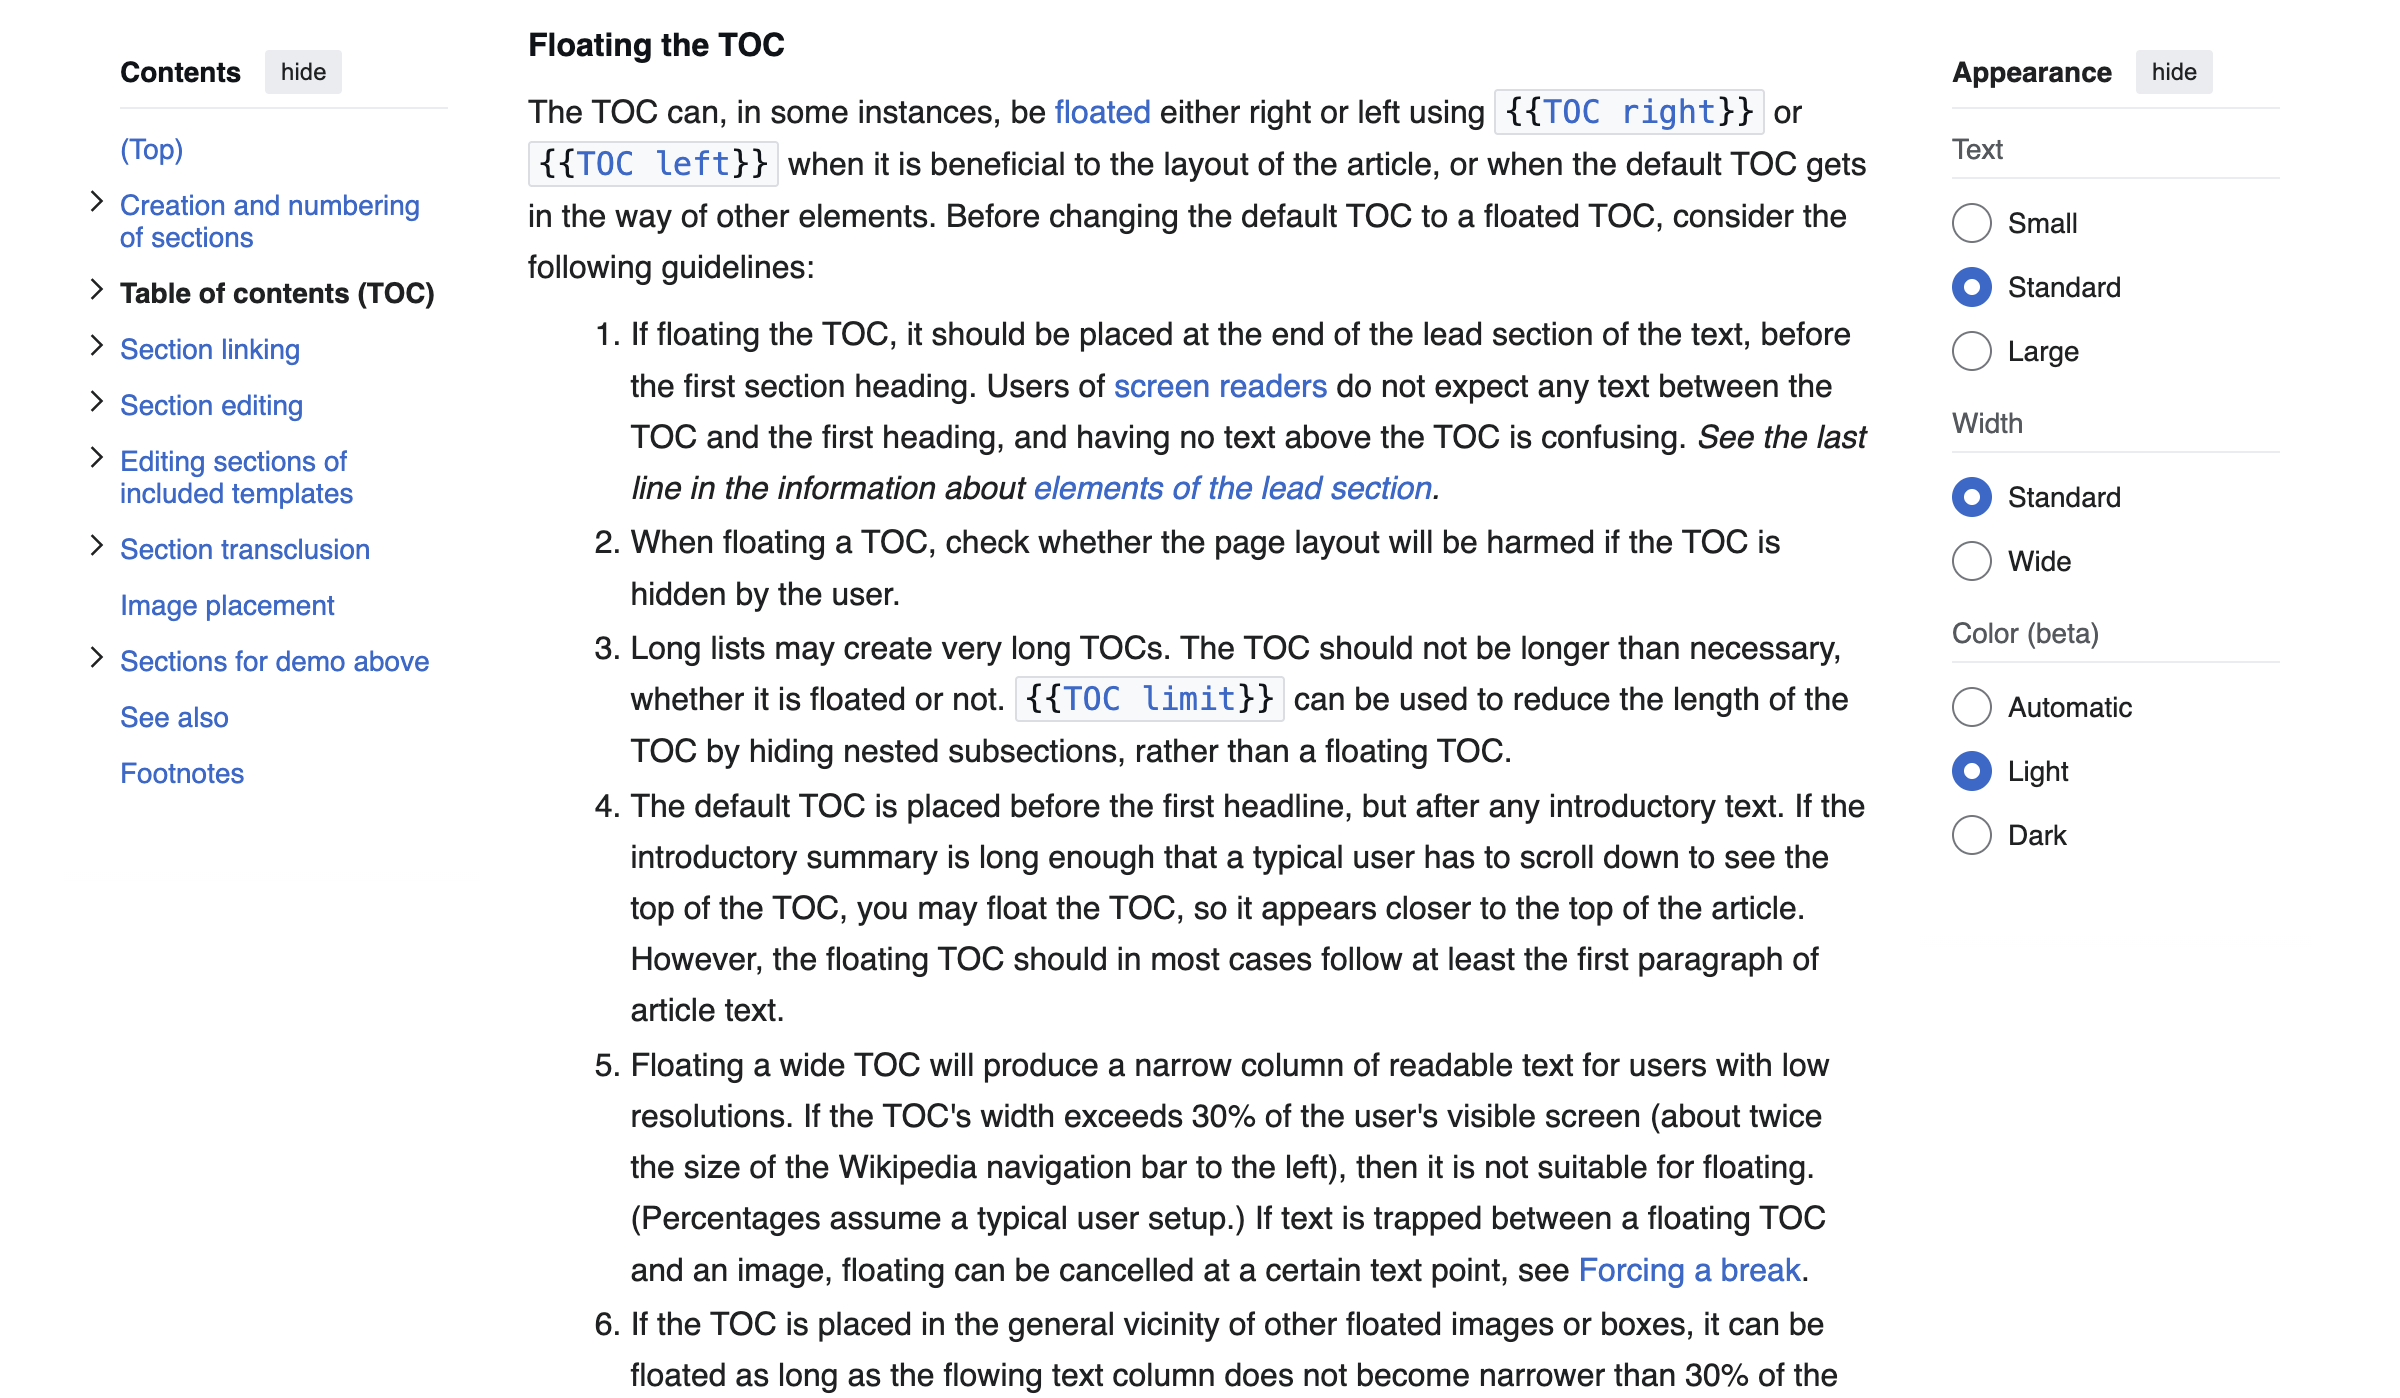 Contents hide
(Top)
Creation and numbering
of sections
Table of contents (TOC)
Section linking
Section editing
Editing sections of
included templates
Section transclusion
Image placement
Sections for demo above
See also
Footnotes
Floating the TOC
The TOC can, in some instances, be floated either right or left using {{TOC right}} or
{{TOC left}} when it is beneficial to the layout of the article, or when the default TOC gets
in the way of other elements. Before changing the default TOC to a floated TOC, consider the
following guidelines:
1. If floating the TOC, it should be placed at the end of the lead section of the text, before
the first section heading. Users of screen readers do not expect any text between the
TOC and the first heading, and having no text above the TOC is confusing. See the last
line in the information about elements of the lead section.
2. When floating a TOC, check whether the page layout will be harmed if the TOC is
hidden by the user.
3. Long lists may create very long TOCs. The TOC should not be longer than necessary,
whether it is floated or not. {{TOC limit}} can be used to reduce the length of the
TOC by hiding nested subsections, rather than a floating TOC.
4. The default TOC is placed before the first headline, but after any introductory text. If the
introductory summary is long enough that a typical user has to scroll down to see the
top of the TOC, you may float the TOC, so it appears closer to the top of the article.
However, the floating TOC should in most cases follow at least the first paragraph of
article text.
5. Floating a wide TOC will produce a narrow column of readable text for users with low
resolutions. If the TOC's width exceeds 30% of the user's visible screen (about twice
the size of the Wikipedia navigation bar to the left), then it is not suitable for floating.
(Percentages assume a typical user setup.) If text is trapped between a floating TOC
and an image, floating can be cancelled at a certain text point, see Forcing a break.
6. If the TOC is placed in the general vicinity of other floated images or boxes, it can be
floated as long as the flowing text column does not become narrower than 30% of the
Appearance hide
Text
Small
Standard
Large
Width
Standard
Wide
Color (beta)
Automatic
Light
Dark